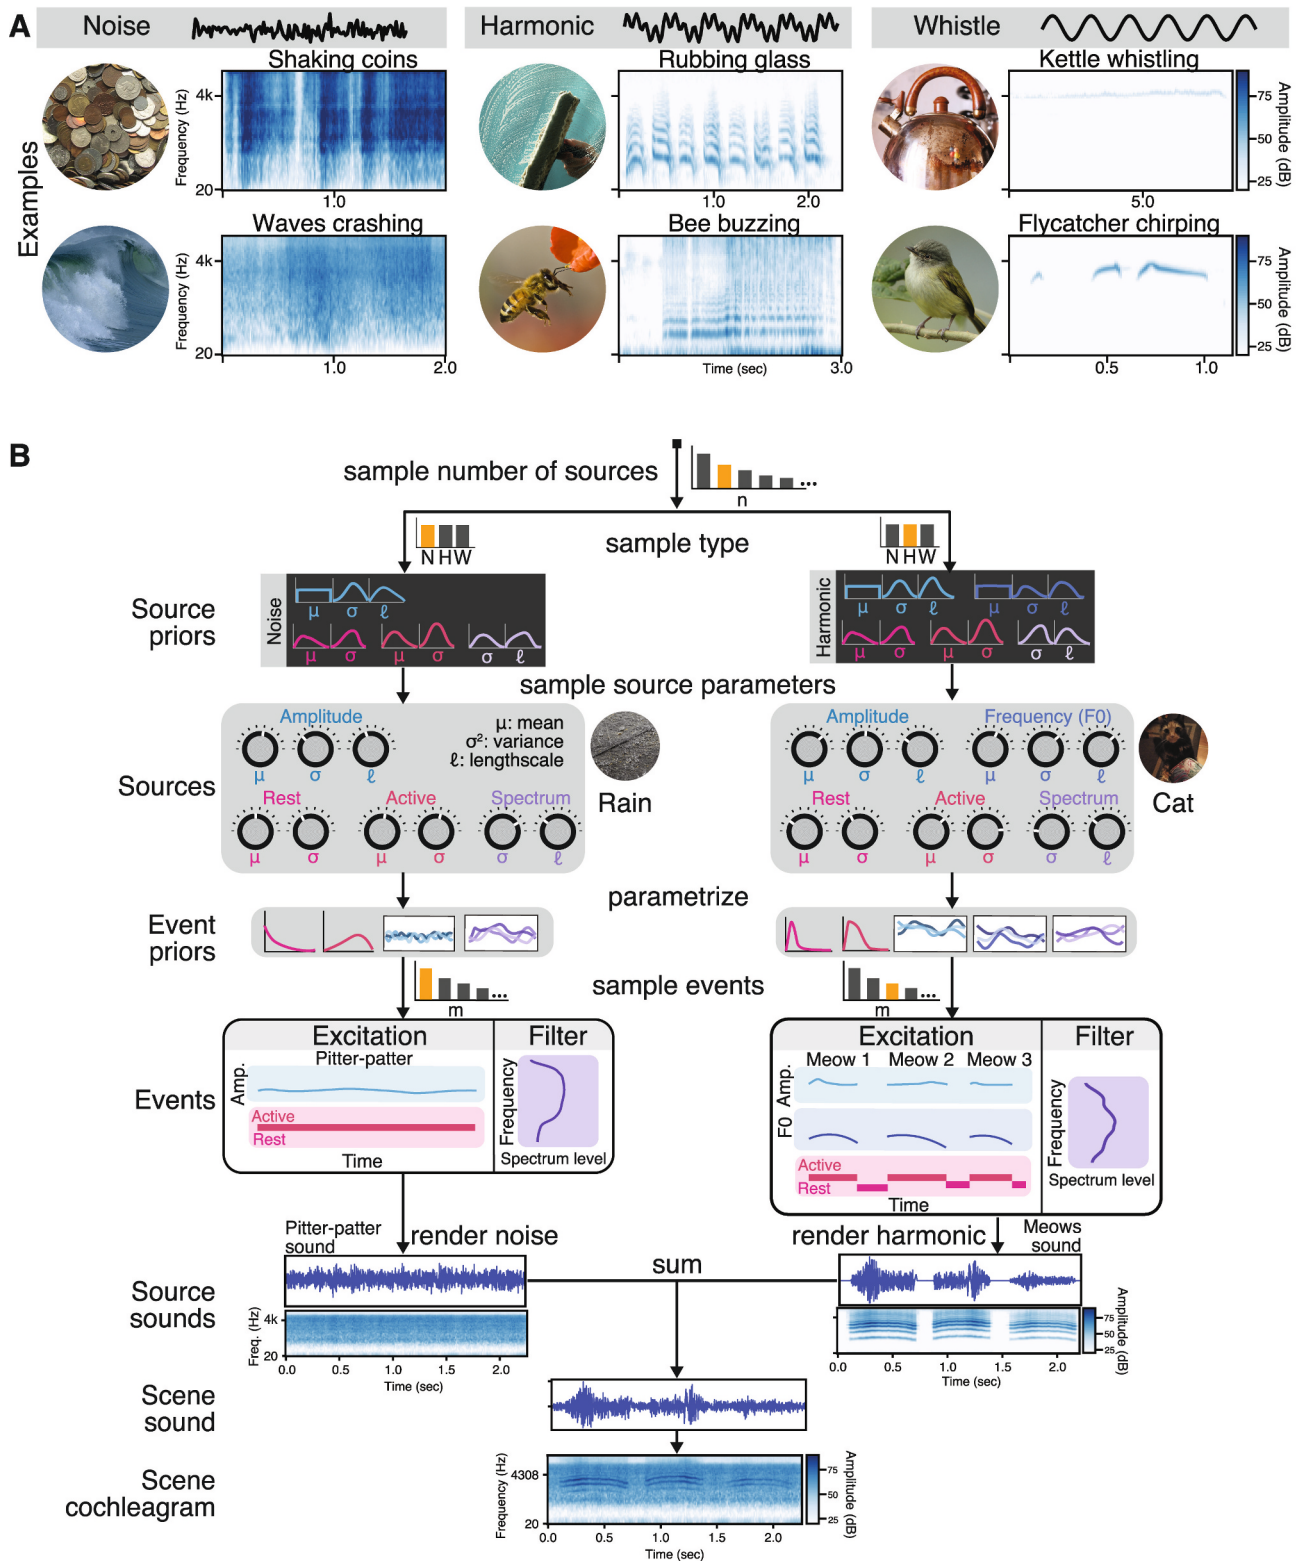 A
Noise
Harmonic
Whistle
Examples
Shaking coins
Rubbing glass
Kettle whistling
Frequency (Hz)
4k
20
1.0
1.0
2.0
5.0
Amplitude (dB)
75
50
25
Waves crashing
Bee buzzing
Flycatcher chirping
Frequency (Hz)
4k
20
1.0
2.0
Time (sec)
3.0
0.5
1.0
Amplitude (dB)
75
50
25
B
sample number of sources
n
sample type
N H W
N H W
Source priors
Noise
μ σ ℓ
μ σ μ σ σ ℓ
Harmonic
μ σ ℓ μ σ ℓ
μ σ μ σ σ ℓ
sample source parameters
Sources
Amplitude
μ σ ℓ
μ: mean
σ²: variance
ℓ: lengthscale
Rest Active Spectrum
μ σ μ σ σ ℓ
Rain
Amplitude Frequency (F0)
μ σ ℓ μ σ ℓ
Rest Active Spectrum
μ σ μ σ σ ℓ
Cat
parametrize
Event priors
sample events
m
m
Events
Excitation Filter
Pitter-patter
Amp.
Active
Rest
Time
Frequency
Spectrum level
Excitation Filter
Meow 1 Meow 2 Meow 3
Amp.
F0
Active
Rest
Time
Frequency
Spectrum level
Pitter-patter sound
render noise
render harmonic
Meows sound
sum
Source sounds
Freq. (Hz)
4k
20
0.0 0.5 1.0 1.5 2.0
Time (sec)
0.0 0.5 1.0 1.5 2.0
Time (sec)
Amplitude (dB)
75
50
25
Scene sound
Scene cochleagram
Frequency (Hz)
4308
20
0.0 0.5 1.0 1.5 2.0
Time (sec)
Amplitude (dB)
75
50
25